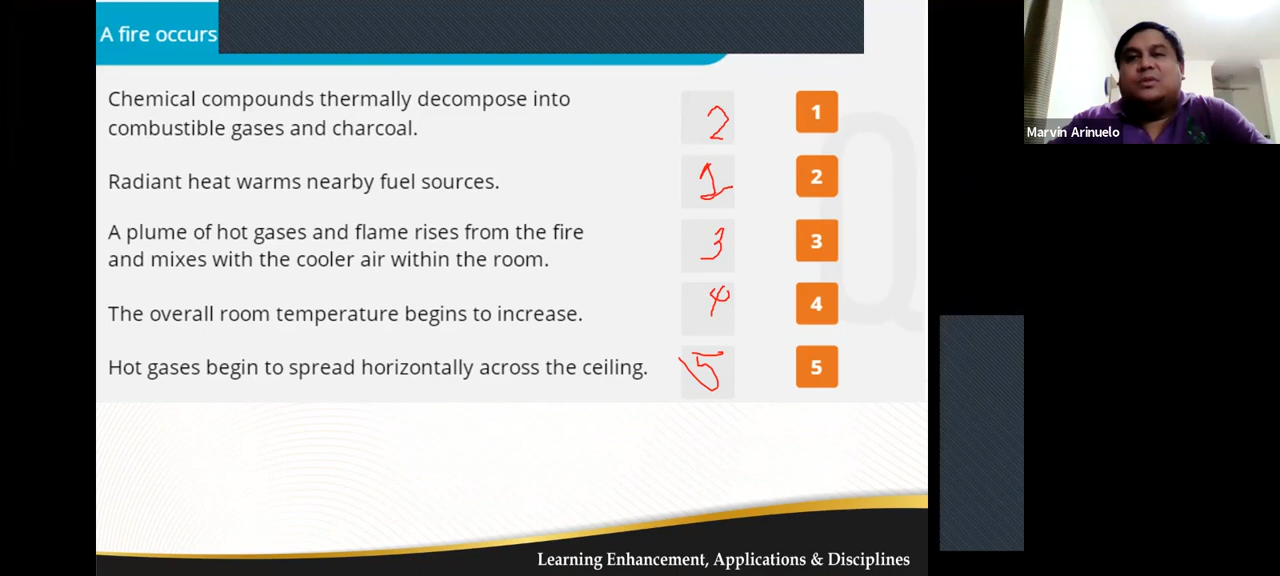 A fire occurs
Marvin Arinuelo
Chemical compounds thermally decompose into
combustible gases and charcoal.
2
1
Radiant heat warms nearby fuel sources.
1
2
A plume of hot gases and flame rises from the fire
and mixes with the cooler air within the room.
3
3
The overall room temperature begins to increase.
4
4
Hot gases begin to spread horizontally across the ceiling.
5
5
Learning Enhancement, Applications & Disciplines